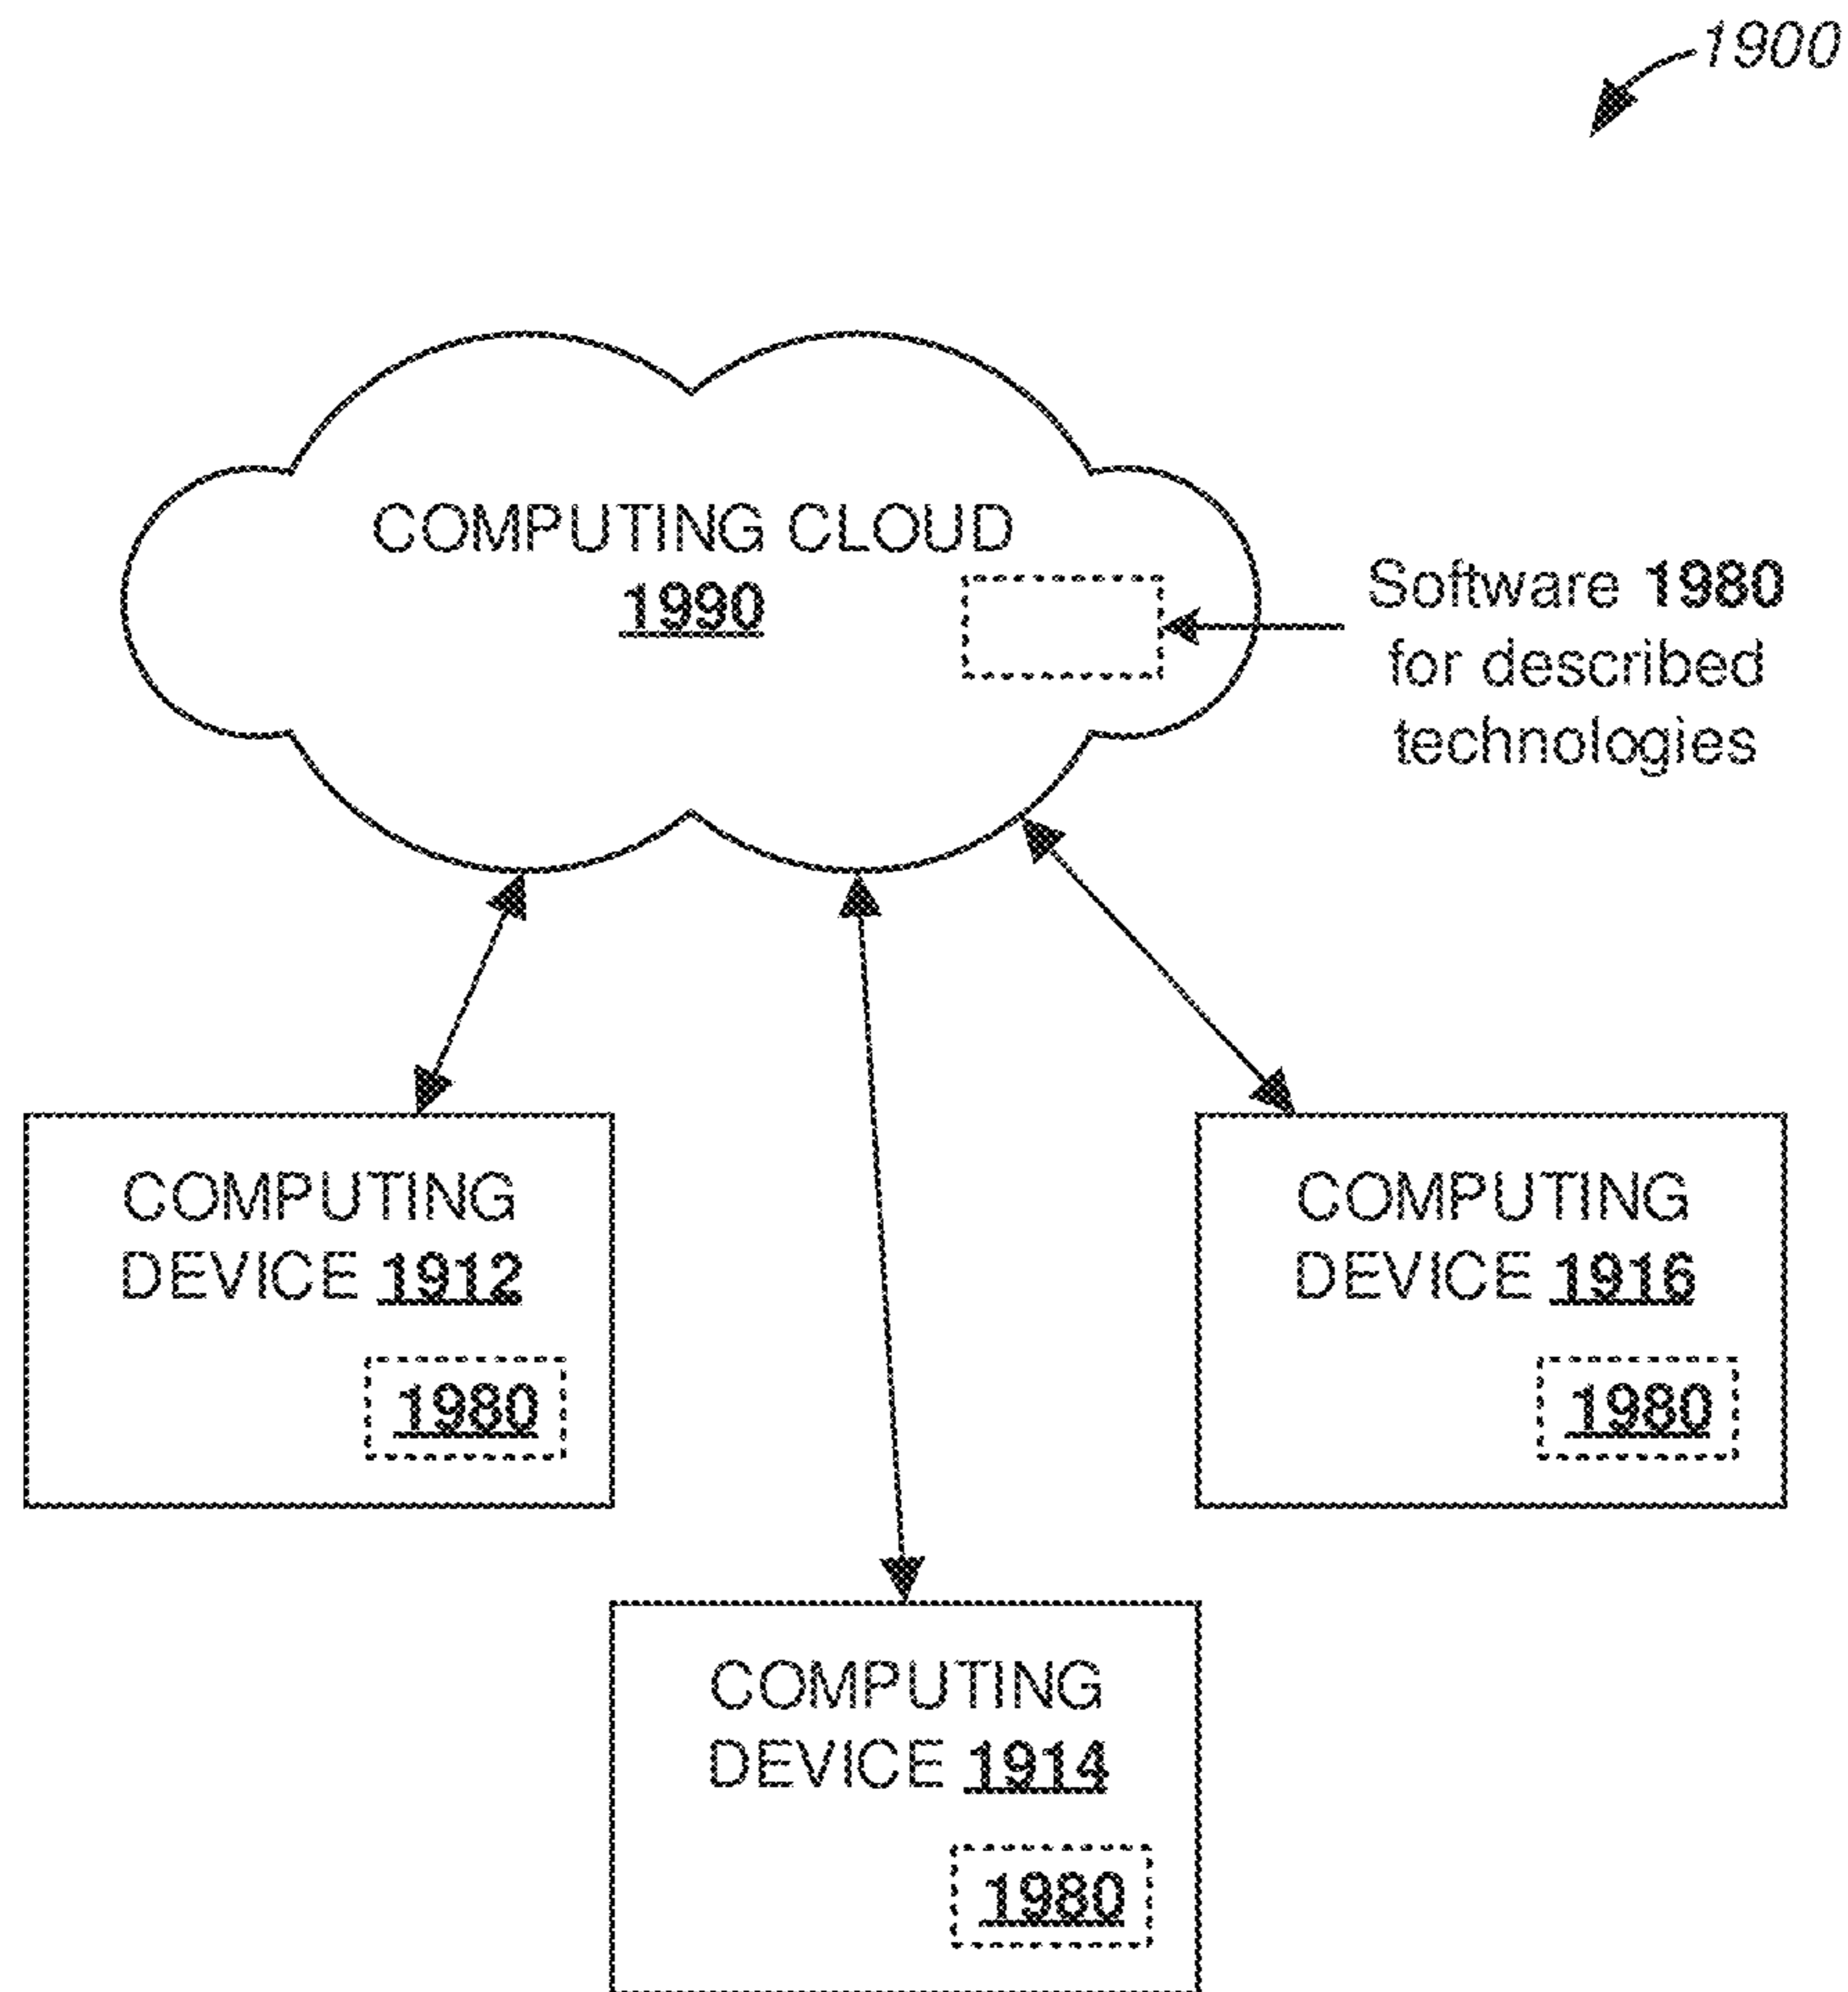 1900
COMPUTING CLOUD
1990
Software 1980
for described
technologies
COMPUTING
DEVICE 1912
1980
COMPUTING
DEVICE 1916
1980
COMPUTING
DEVICE 1914
1980